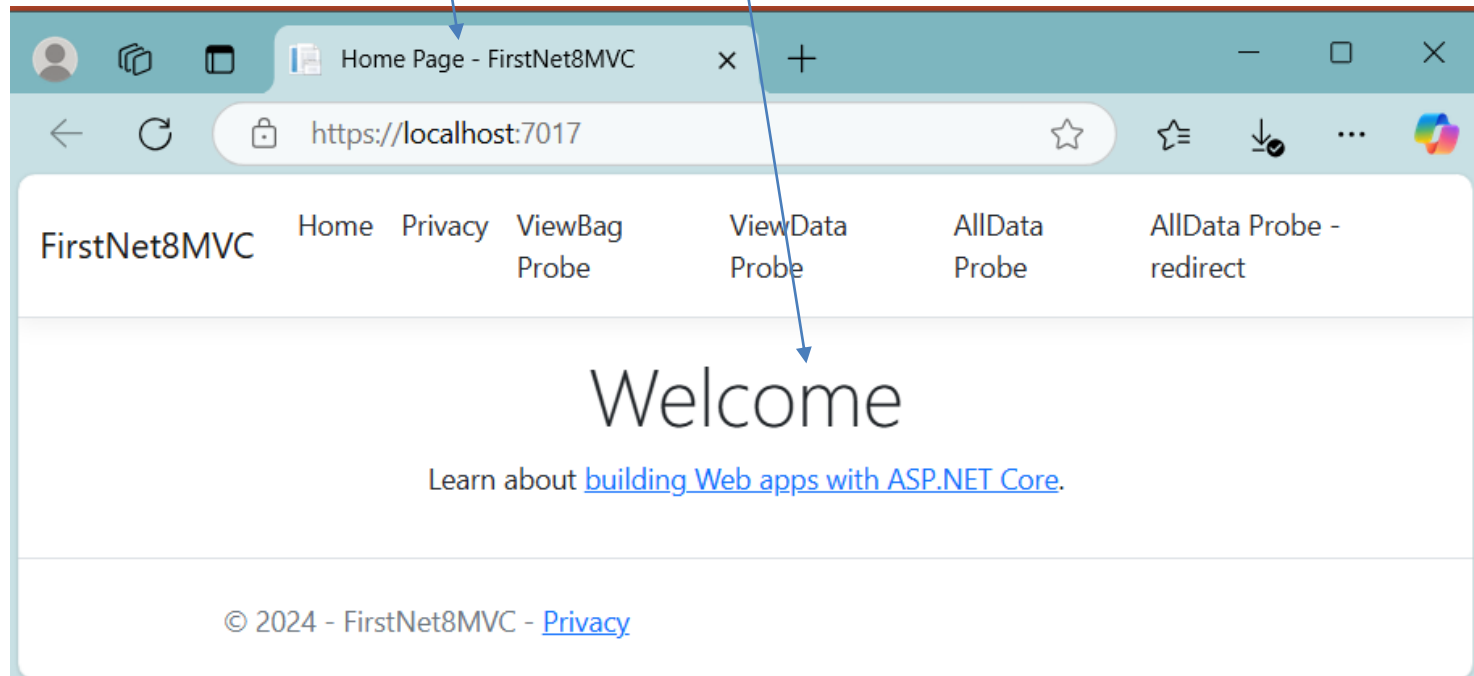 Home Page - FirstNet8MVC
https://localhost:7017
FirstNet8MVC Home Privacy ViewBag Probe ViewData Probe AllData Probe AllData Probe - redirect
Welcome
Learn about building Web apps with ASP.NET Core.
© 2024 - FirstNet8MVC - Privacy